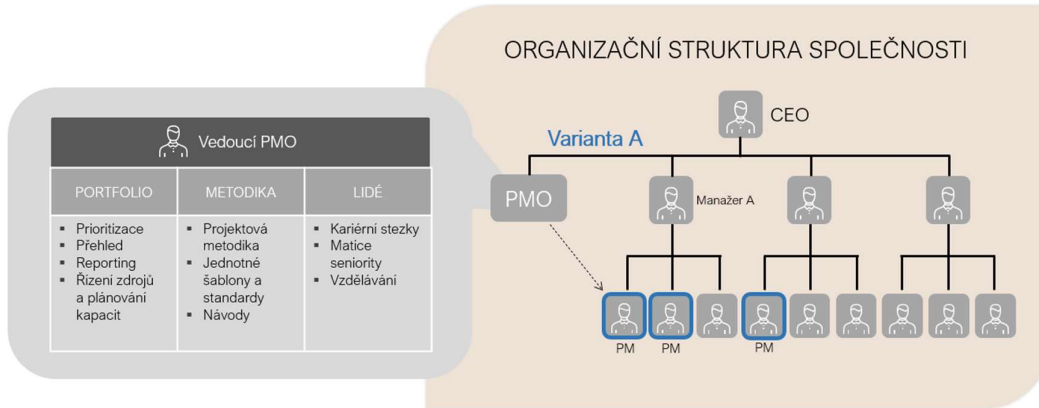 ORGANIZAČNÍ STRUKTURA SPOLEČNOSTI
CEO
Varianta A
PMO
Manažer A
PM
PM
PM
Vedoucí PMO
PORTFOLIO
▪ Prioritizace
▪ Přehled
▪ Reporting
▪ Řízení zdrojů
a plánování
kapacit
METODIKA
▪ Projektová
metodika
▪ Jednotné
šablony a
standardy
▪ Návody
LIDÉ
▪ Kariérní stezky
▪ Matice
seniority
▪ Vzdělávání